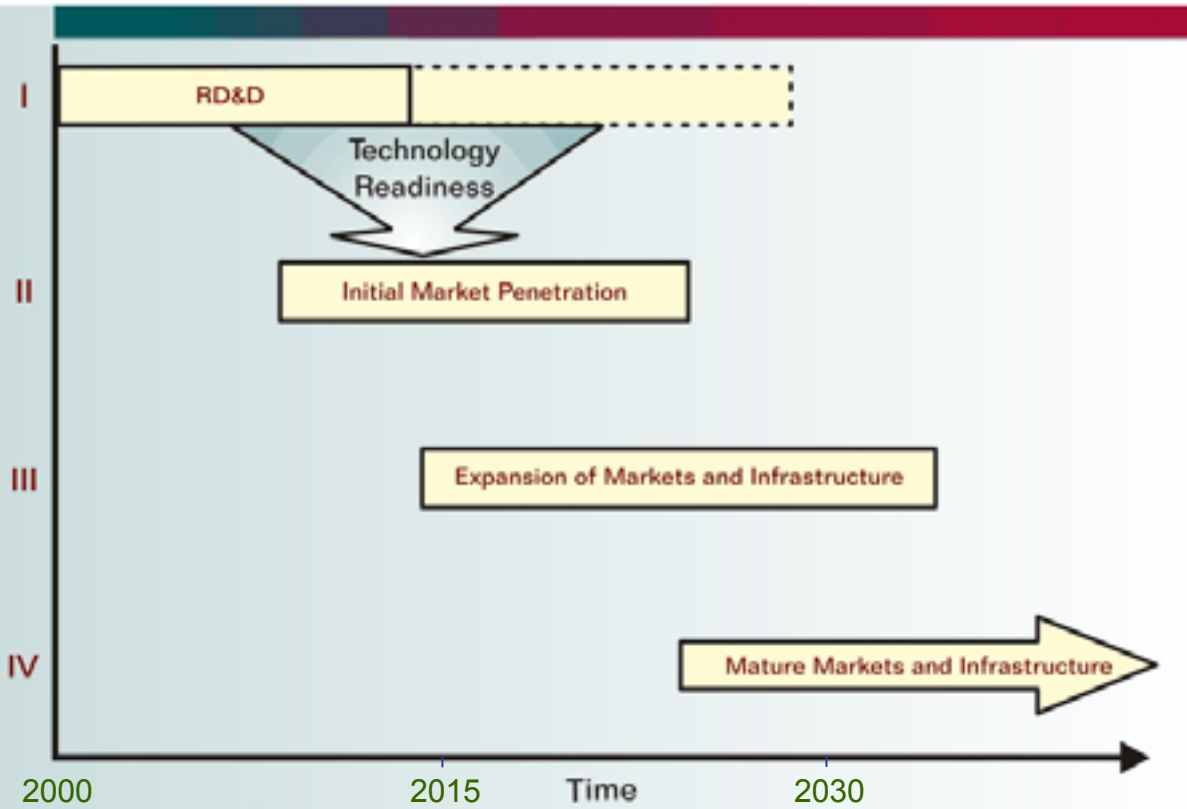 I
RD&D
Technology
Readiness
II
Initial Market Penetration
III
Expansion of Markets and Infrastructure
IV
Mature Markets and Infrastructure
2000
2015
Time
2030